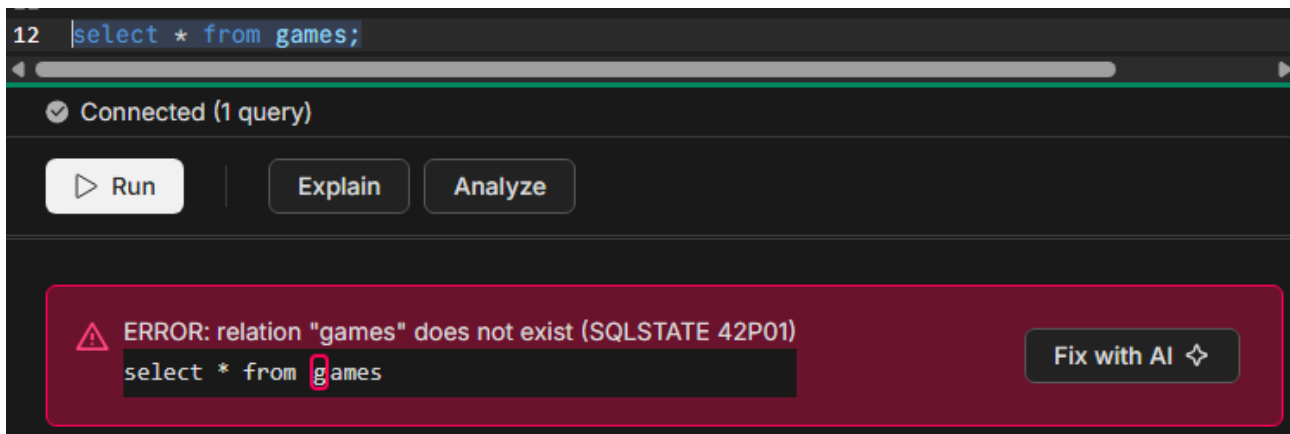 12 select * from games;
Connected (1 query)
Run Explain Analyze
ERROR: relation "games" does not exist (SQLSTATE 42P01)
select * from games
Fix with AI